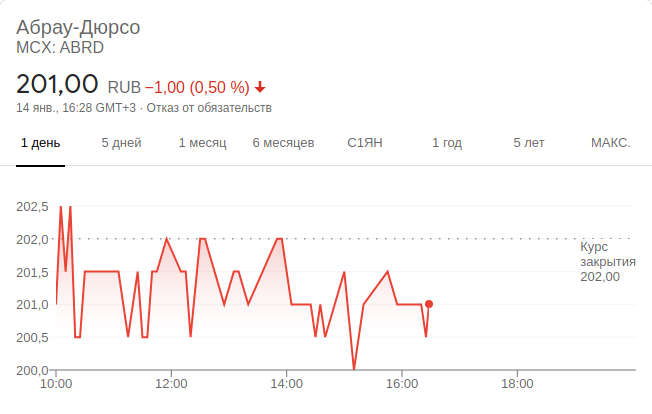 Абрау-Дюрсо
MCX: ABRD
201,00 RUB −1,00 (0,50 %)
14 янв., 16:28 GMT+3 · Отказ от обязательств
1 день 5 дней 1 месяц 6 месяцев С1ЯН 1 год 5 лет МАКС.
202,5
202,0
Курс
закрытия
202,00
201,5
201,0
200,5
200,0
10:00 12:00 14:00 16:00 18:00